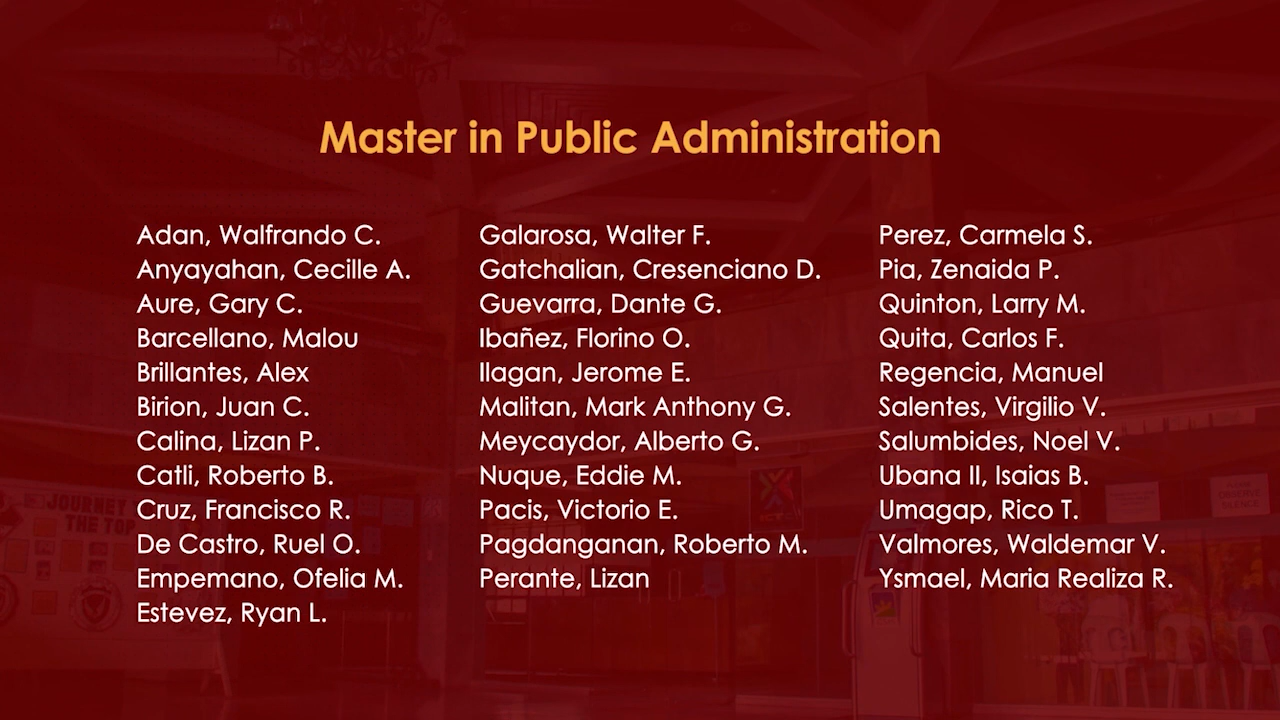 Master in Public Administration
Adan, Walfrando C.
Anyayahan, Cecille A.
Aure, Gary C.
Barcellano, Malou
Brillantes, Alex
Birion, Juan C.
Calina, Lizan P.
Catli, Roberto B.
Cruz, Francisco R.
De Castro, Ruel O.
Empemano, Ofelia M.
Estevez, Ryan L.
Galarosa, Walter F.
Gatchalian, Cresenciano D.
Guevarra, Dante G.
Ibañez, Florino O.
Ilagan, Jerome E.
Malitan, Mark Anthony G.
Meycaydor, Alberto G.
Nuque, Eddie M.
Pacis, Victorio E.
Pagdanganan, Roberto M.
Perante, Lizan
Perez, Carmela S.
Pia, Zenaida P.
Quinton, Larry M.
Quita, Carlos F.
Regencia, Manuel
Salentes, Virgilio V.
Salumbides, Noel V.
Ubana II, Isaias B.
Umagap, Rico T.
Valmores, Waldemar V.
Ysmael, Maria Realiza R.
JOURNEY
THE TOP